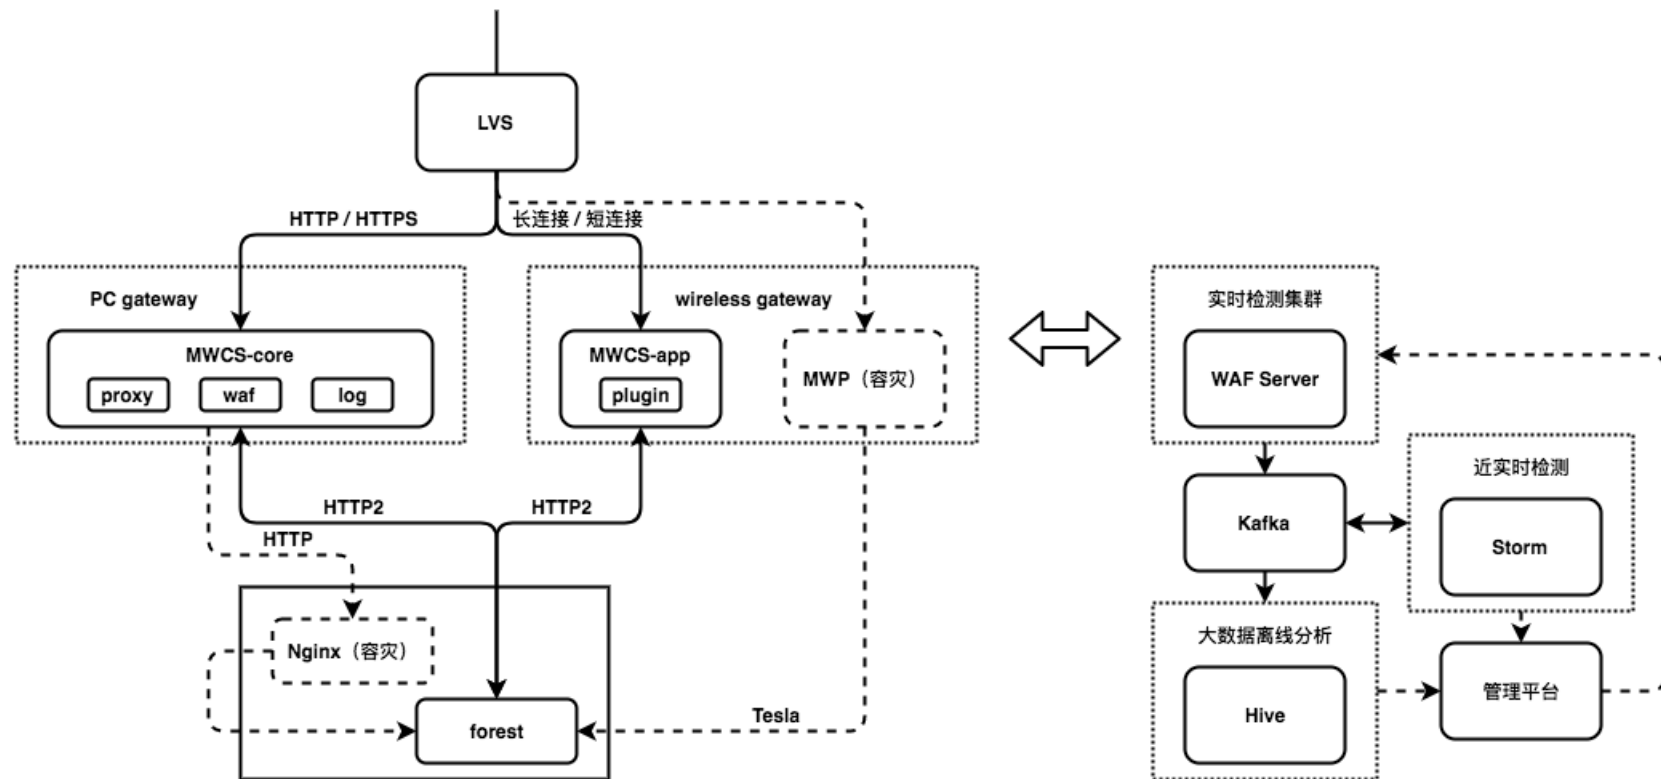 LVS
HTTP / HTTPS
长连接 / 短连接
PC gateway
MWCS-core
proxy
waf
log
wireless gateway
MWCS-app
plugin
MWP（容灾）
HTTP2
HTTP2
HTTP
Nginx（容灾）
forest
Tesla
实时检测集群
WAF Server
Kafka
近实时检测
Storm
大数据离线分析
Hive
管理平台